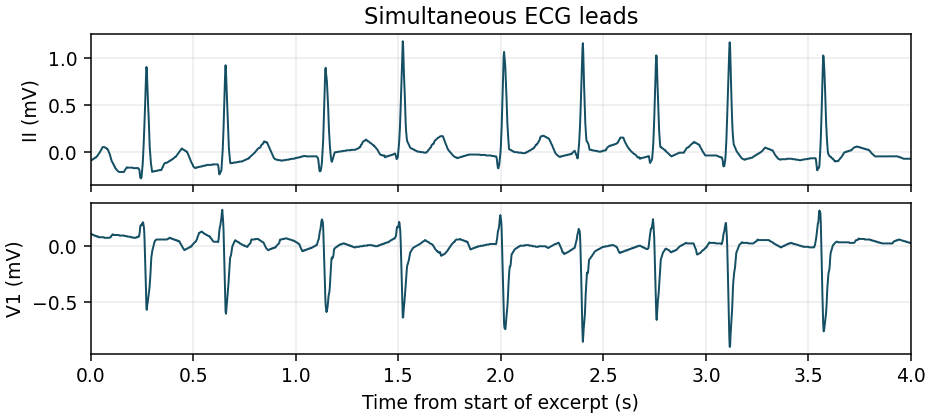 Simultaneous ECG leads
II (mV)
1.0
0.5
0.0
V1 (mV)
0.0
−0.5
0.0 0.5 1.0 1.5 2.0 2.5 3.0 3.5 4.0
Time from start of excerpt (s)